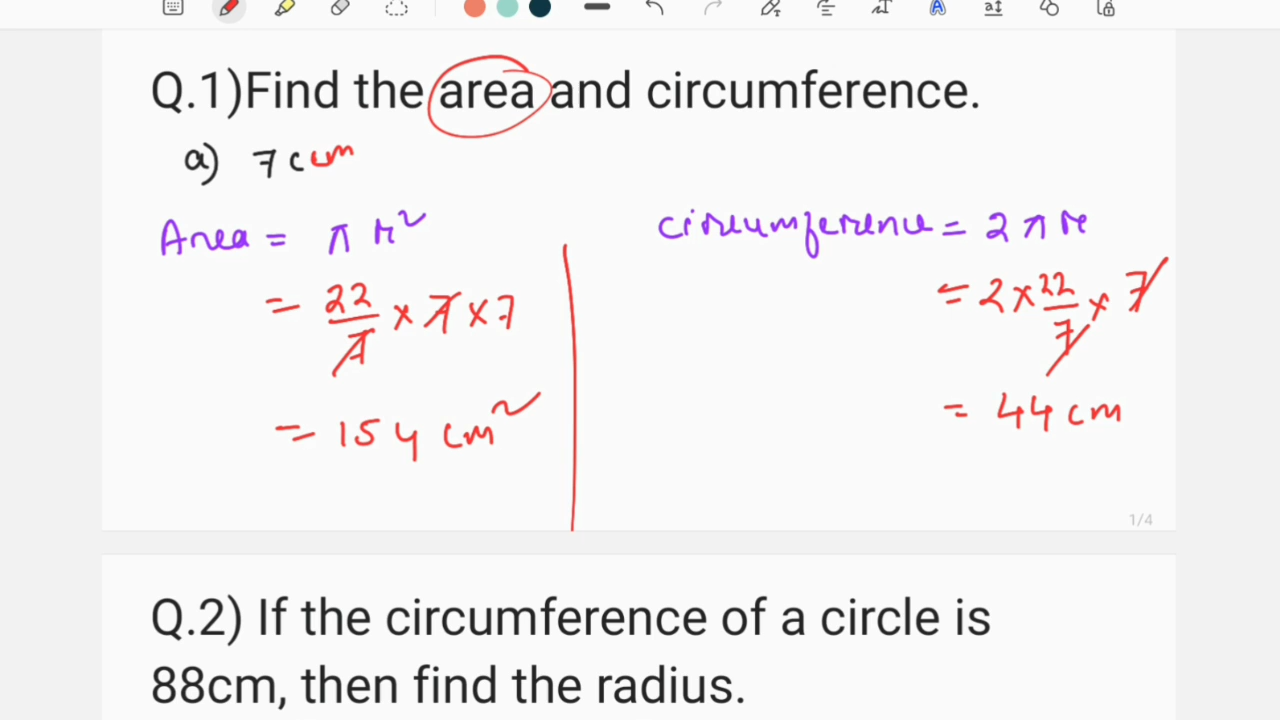 Q.1)Find the area and circumference.
a) 7 ccm
Area = πr²
= 22/7 × 7 × 7
= 154 cm²
circumference = 2πr
= 2 × 22/7 × 7
= 44 cm
1/4
Q.2) If the circumference of a circle is
88cm, then find the radius.